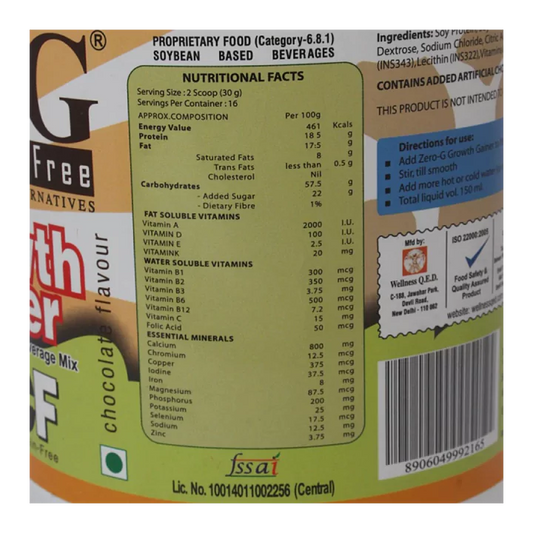 G®
Free
RNATIVES
wth
er
verage Mix
F
n-Free
chocolate flavour
PROPRIETARY FOOD (Category-6.8.1)
SOYBEAN BASED BEVERAGES
NUTRITIONAL FACTS
Serving Size : 2 Scoop (30 g)
Servings Per Container : 16
APPROX.COMPOSITION Per 100g
Energy Value 461 Kcals
Protein 18.5 g
Fat 17.5 g
Saturated Fats 8 g
Trans Fats less than 0.5 g
Cholesterol Nil
Carbohydrates 57.5 g
- Added Sugar 22 g
- Dietary Fibre 1%
FAT SOLUBLE VITAMINS
Vitamin A 2000 I.U.
VITAMIN D 100 I.U.
VITAMIN E 2.5 I.U.
VITAMINK 20 mg
WATER SOLUBLE VITAMINS
Vitamin B1 300 mcg
Vitamin B2 350 mcg
Vitamin B3 3.75 mg
Vitamin B6 500 mcg
Vitamin B12 7.2 mcg
Vitamin C 15 mg
Folic Acid 50 mcg
ESSENTIAL MINERALS
Calcium 800 mg
Chromium 12.5 mcg
Copper 375 mcg
Iodine 37.5 mcg
Iron 8 mg
Magnesium 87.5 mcg
Phosphorus 200 mg
Potassium 25 mg
Selenium 17.5 mcg
Sodium 12.5 mg
Zinc 3.75 mg
fssai
Lic. No. 10014011002256 (Central)
Ingredients: Soy Protein
Dextrose, Sodium Chloride, Citric
(INS343), Lecithin (INS322), Vitamin
CONTAINS ADDED ARTIFICIAL CHO
THIS PRODUCT IS NOT INTENDED
Directions for use:
Add Zero-G Growth Gainer
Stir, till smooth
Add more hot or cold
Total liquid vol. 150 ml.
Mfd by:
Wellness Q.E.D.
C-188, Jawahar Park,
Devli Road,
New Delhi - 110 062
ISO 22000:2005
Food Safety &
Quality Assured
Product
website: wellnessqed.com
8906049992165